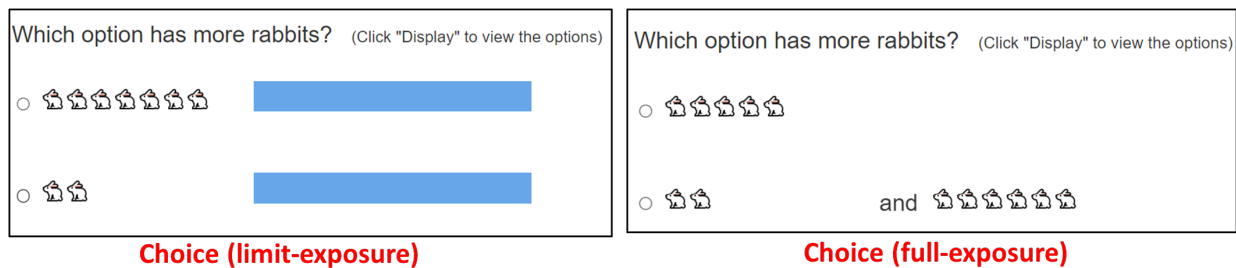 Which option has more rabbits? (Click "Display" to view the options)
Choice (limit-exposure)
Which option has more rabbits? (Click "Display" to view the options)
and
Choice (full-exposure)